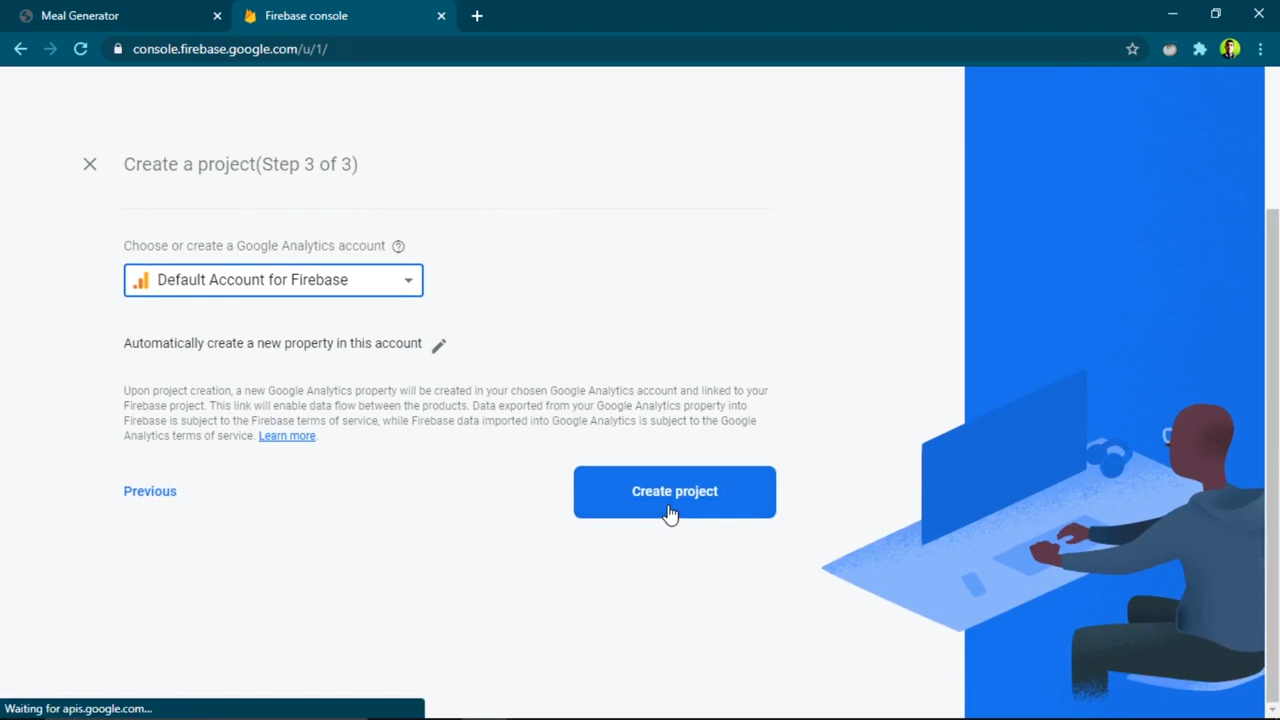 Meal Generator
Firebase console
console.firebase.google.com/u/1/
Create a project(Step 3 of 3)
Choose or create a Google Analytics account
Default Account for Firebase
Automatically create a new property in this account
Upon project creation, a new Google Analytics property will be created in your chosen Google Analytics account and linked to your
Firebase project. This link will enable data flow between the products. Data exported from your Google Analytics property into
Firebase is subject to the Firebase terms of service, while Firebase data imported into Google Analytics is subject to the Google
Analytics terms of service. Learn more.
Previous
Create project
Waiting for apis.google.com...